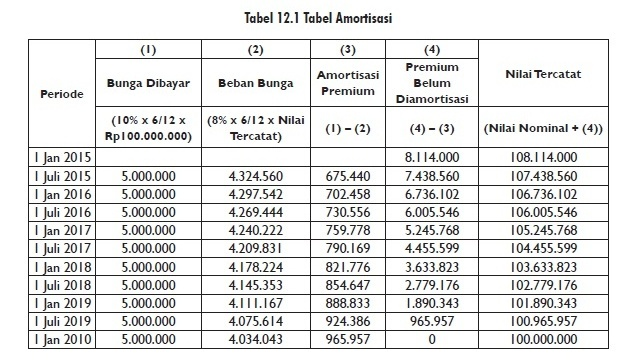 Tabel 12.1 Tabel Amortisasi
Periode (1) (2) (3) (4) Nilai Tercatat
Bunga Dibayar Beban Bunga Amortisasi Premium Premium Belum Diamortisasi
(10% x 6/12 x Rp100.000.000) (8% x 6/12 x Nilai Tercatat) (1) – (2) (4) – (3) (Nilai Nominal + (4))
1 Jan 2015 8.114.000 108.114.000
1 Juli 2015 5.000.000 4.324.560 675.440 7.438.560 107.438.560
1 Jan 2016 5.000.000 4.297.542 702.458 6.736.102 106.736.102
1 Juli 2016 5.000.000 4.269.444 730.556 6.005.546 106.005.546
1 Jan 2017 5.000.000 4.240.222 759.778 5.245.768 105.245.768
1 Juli 2017 5.000.000 4.209.831 790.169 4.455.599 104.455.599
1 Jan 2018 5.000.000 4.178.224 821.776 3.633.823 103.633.823
1 Juli 2018 5.000.000 4.145.353 854.647 2.779.176 102.779.176
1 Jan 2019 5.000.000 4.111.167 888.833 1.890.343 101.890.343
1 Juli 2019 5.000.000 4.075.614 924.386 965.957 100.965.957
1 Jan 2010 5.000.000 4.034.043 965.957 0 100.000.000